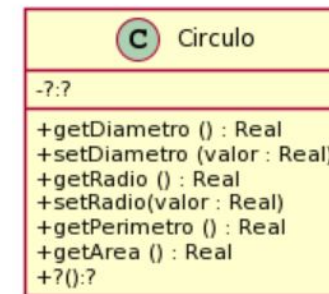 C Circulo
-?:?
+getDiametro () : Real
+setDiametro (valor : Real)
+getRadio () : Real
+setRadio(valor : Real)
+getPerimetro () : Real
+getArea () : Real
+?():?